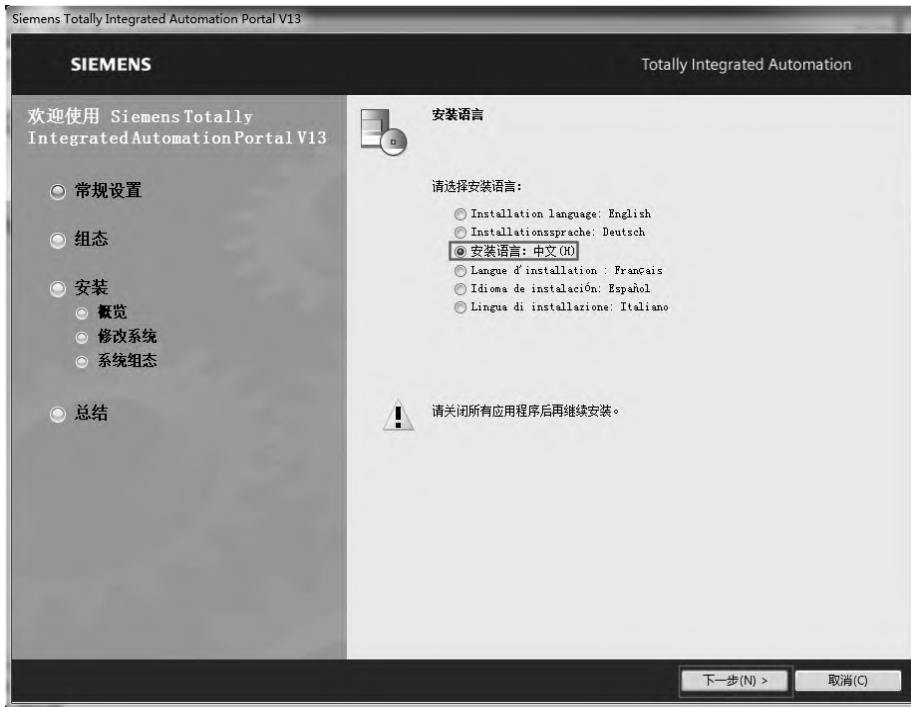 Siemens Totally Integrated Automation Portal V13
SIEMENS
Totally Integrated Automation
欢迎使用 Siemens Totally
Integrated Automation Portal V13
常规设置
组态
安装
概览
修改系统
系统组态
总结
安装语言
请选择安装语言：
Installation language: English
Installationssprache: Deutsch
安装语言：中文(H)
Langue d'installation : Français
Idioma de instalación: Español
Lingua di installazione: Italiano
请关闭所有应用程序后再继续安装。
下一步(N) >
取消(C)